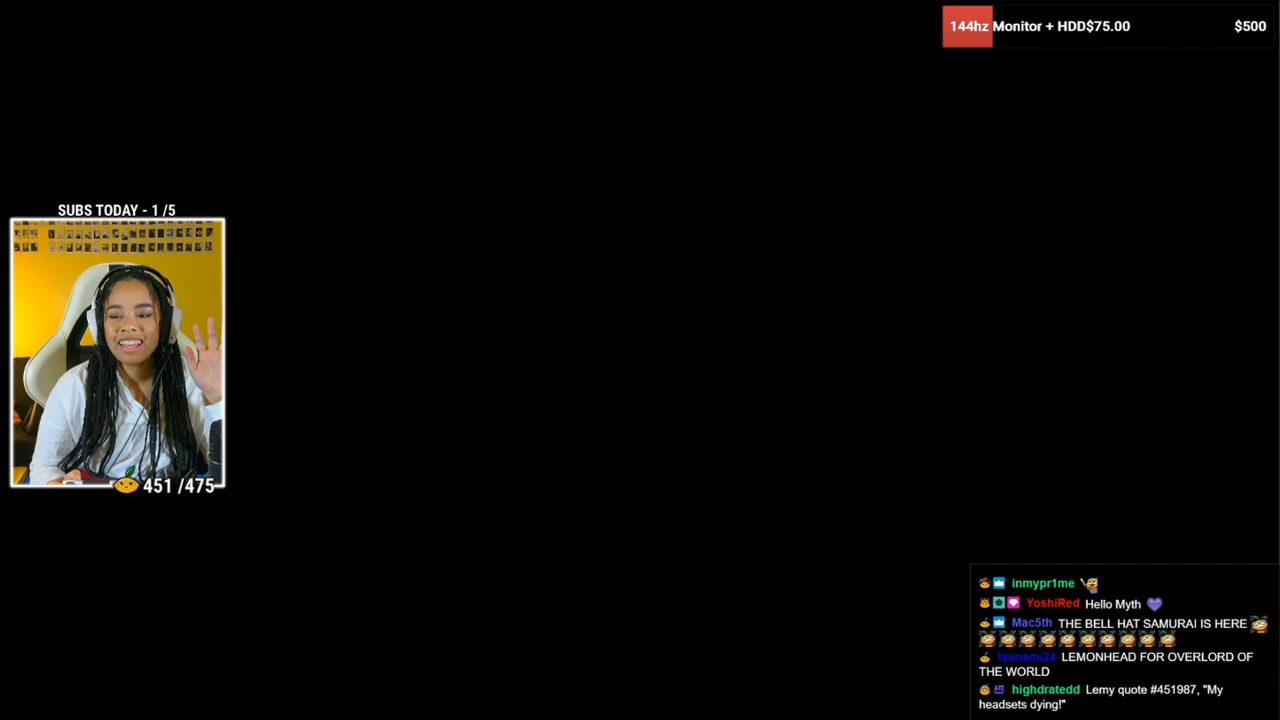 144hz Monitor + HDD$75.00 $500
SUBS TODAY - 1 /5
451 /475
inmypr1me
YoshiRed Hello Myth
Mac5th THE BELL HAT SAMURAI IS HERE
tsunami24 LEMONHEAD FOR OVERLORD OF
THE WORLD
highdratedd Lemy quote #451987, "My
headsets dying!"